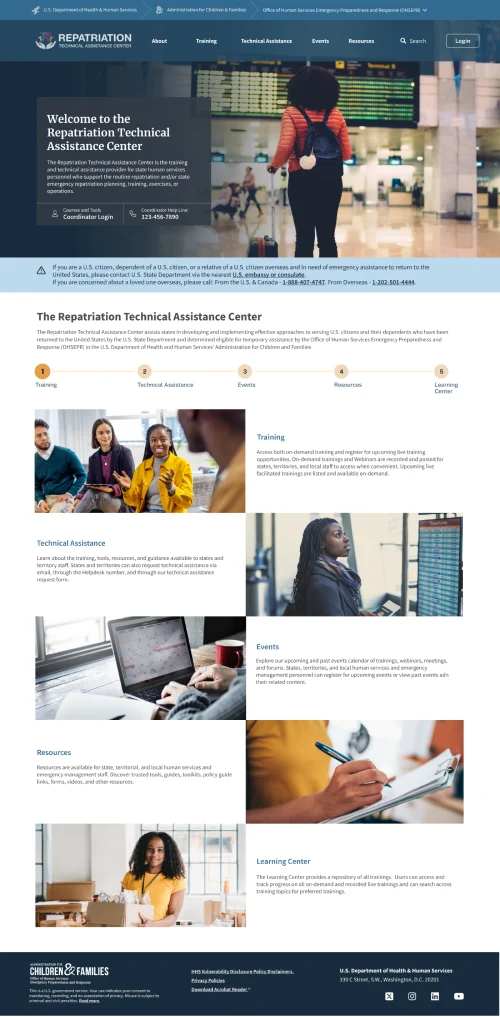 U.S. Department of Health & Human Services
Administration for Children & Families
Office of Human Services Emergency Preparedness and Response (OHSEPR)
REPATRIATION
TECHNICAL ASSISTANCE CENTER
About
Training
Technical Assistance
Events
Resources
Search
Login
Welcome to the
Repatriation Technical
Assistance Center
The Repatriation Technical Assistance Center is the training
and technical assistance provider for state human services
personnel who support the routine repatriation and/or state
emergency repatriation planning, training, exercises, or
operations.
Courses and Tools
Coordinator Login
Coordinator Help Line:
123-456-7890
If you are a U.S. citizen, dependent of a U.S. citizen, or a relative of a U.S. citizen overseas and in need of emergency assistance to return to the
United States, please contact U.S. State Department via the nearest U.S. embassy or consulate.
If you are concerned about a loved one overseas, please call: From the U.S. & Canada - 1-888-407-4747. From Overseas - 1-202-501-4444.
The Repatriation Technical Assistance Center
The Repatriation Technical Assistance Center assists states in developing and implementing effective approaches to serving U.S. citizens and their dependents who have been
returned to the United States by the U.S. State Department and determined eligible for temporary assistance by the Office of Human Services Emergency Preparedness and
Response (OHSEPR) in the U.S. Department of Health and Human Services' Administration for Children and Families
1
2
3
4
5
Training
Technical Assistance
Events
Resources
Learning
Center
Training
Access both on-demand training and register for upcoming live training
opportunities. On-demand trainings and Webinars are recorded and posted for
states, territories, and local staff to access when convenient. Upcoming live
facilitated trainings are listed and available on-demand.
Technical Assistance
Learn about the training, tools, resources, and guidance available to states and
territory staff. States and territories can also request technical assistance via
email, through the Helpdesk number, and through our technical assistance
request form.
Events
Explore our upcoming and past events calendar of trainings, webinars, meetings,
and forums. States, territories, and local human services and emergency
management personnel can register for upcoming events or view past events adn
their related content.
Resources
Resources are available for state, territorial, and local human services and
emergency management staff. Discover trusted tools, guides, toolkits, policy guide
links, forms, videos, and other resources.
Learning Center
The Learning Center provides a repository of all trainings. Users can access and
track progress on all on-demand and recorded live trainings and can search across
training topics for preferred trainings.
ADMINISTRATION FOR
CHILDREN & FAMILIES
Office of Human Services
Emergency Preparedness and Response
This is a U.S. government service. Your use indicates your consent to
monitoring, recording, and no expectation of privacy. Misuse is subject to
criminal and civil penalties. Read more.
HHS Vulnerability Disclosure Policy Disclaimers.
Privacy Policies
Download Acrobat Reader ®
U.S. Department of Health & Human Services
330 C Street, S.W., Washington, D.C. 20201